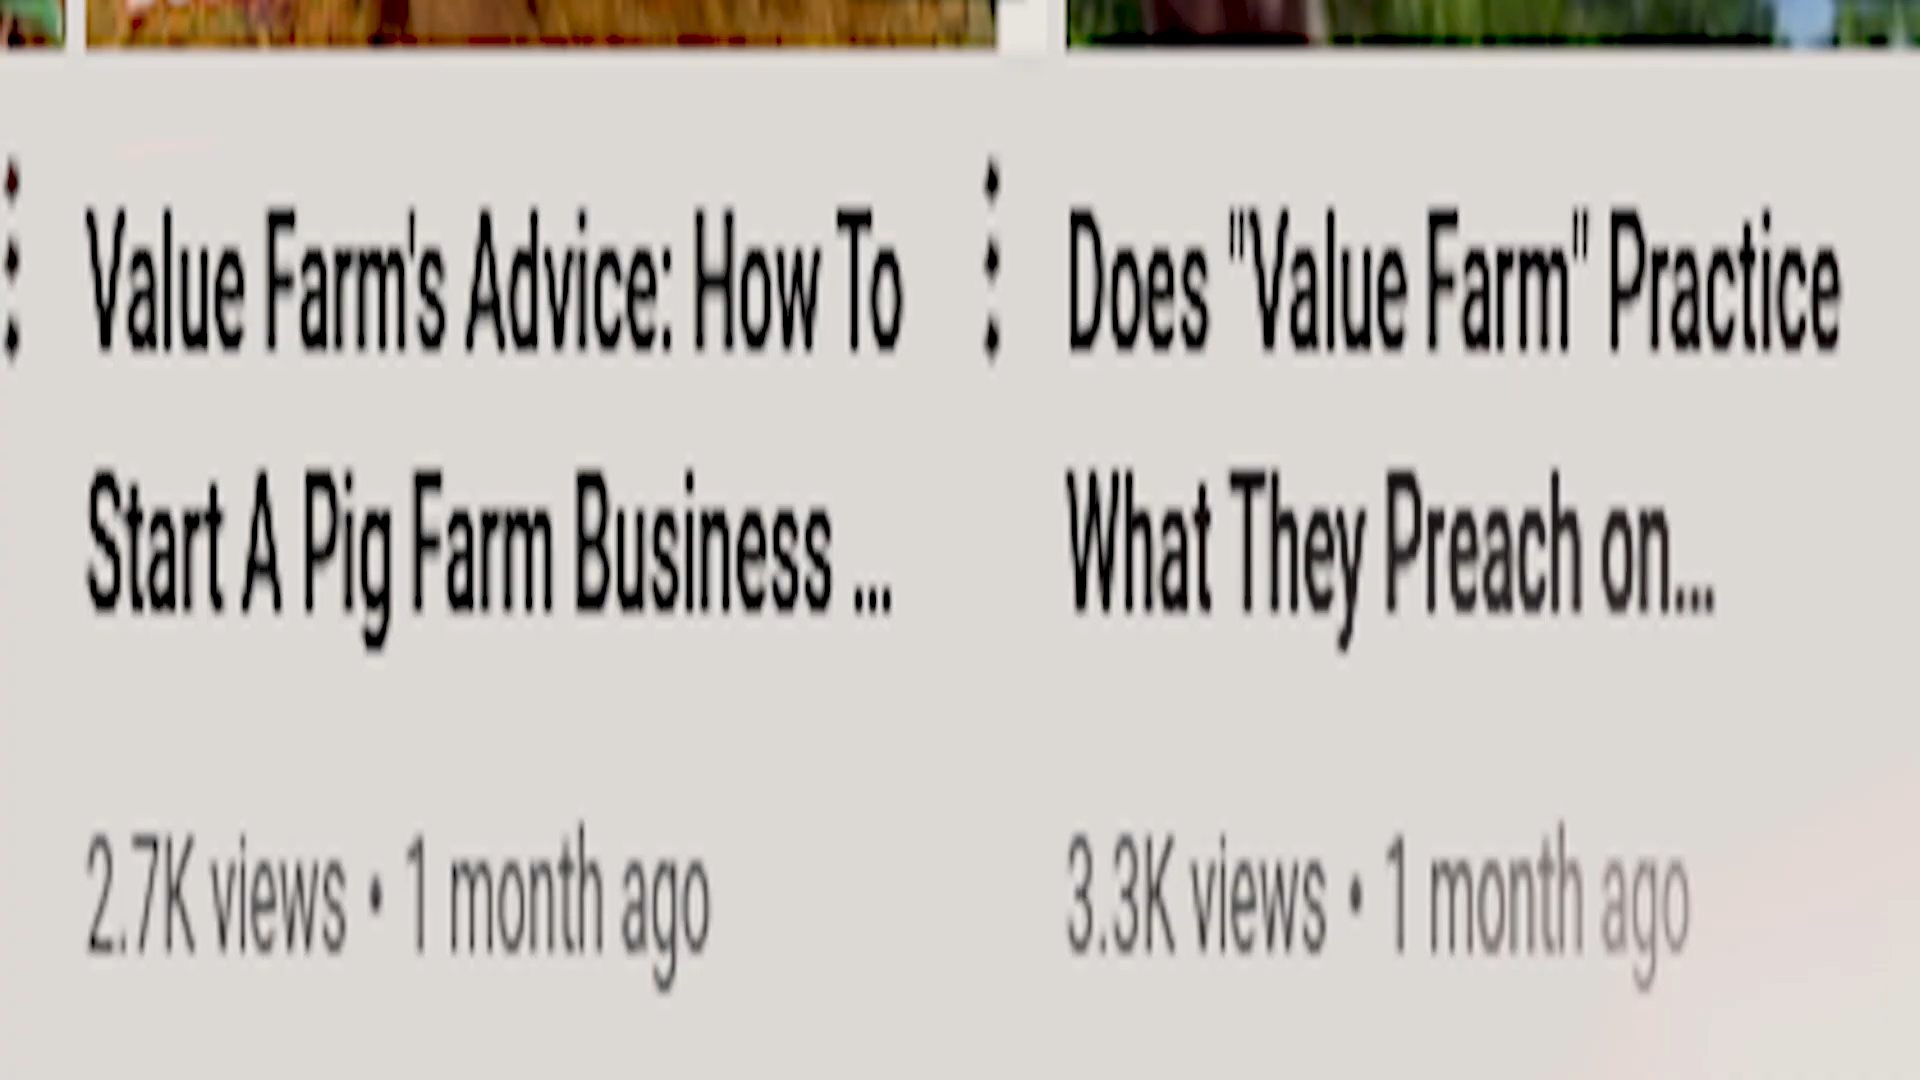 Value Farm's Advice: How To
Start A Pig Farm Business ...
2.7K views • 1 month ago
Does "Value Farm" Practice
What They Preach on...
3.3K views • 1 month ago